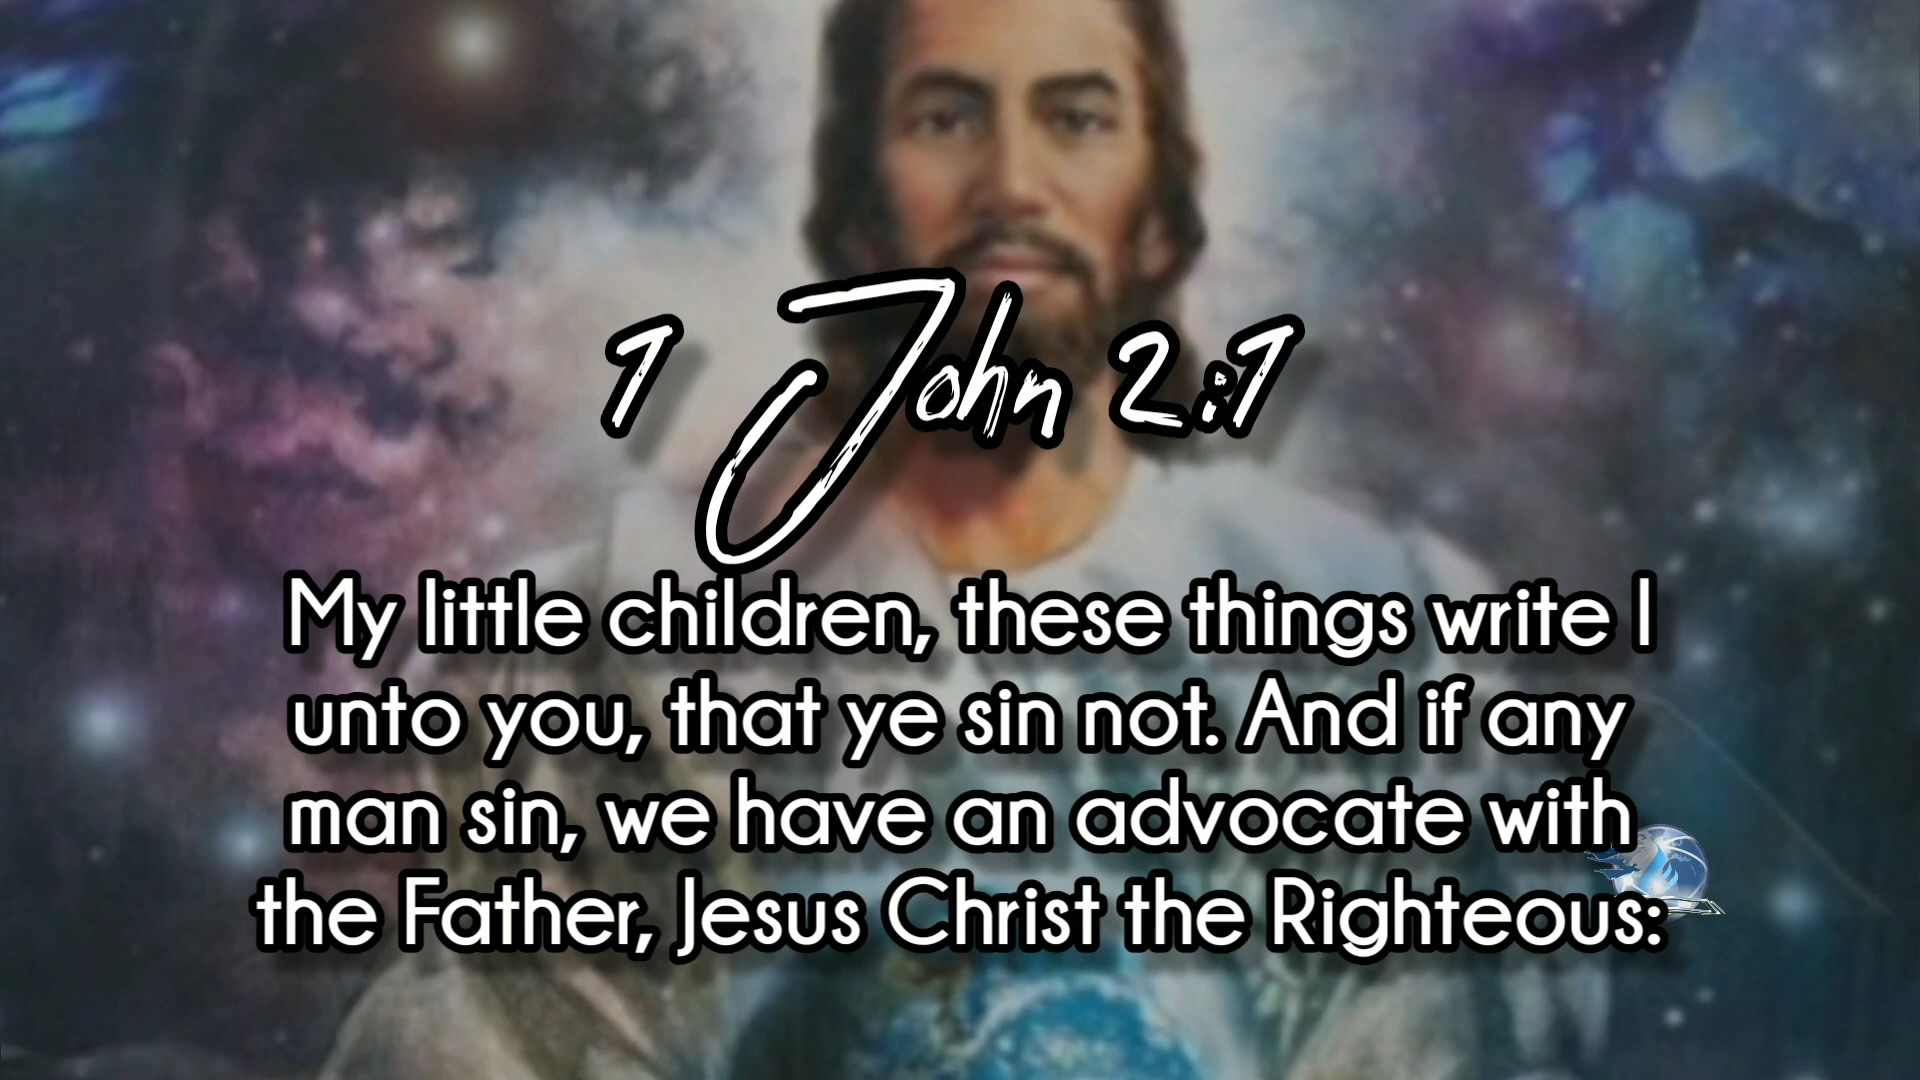 1 John 2:1
My little children, these things write I
unto you, that ye sin not. And if any
man sin, we have an advocate with
the Father, Jesus Christ the Righteous: